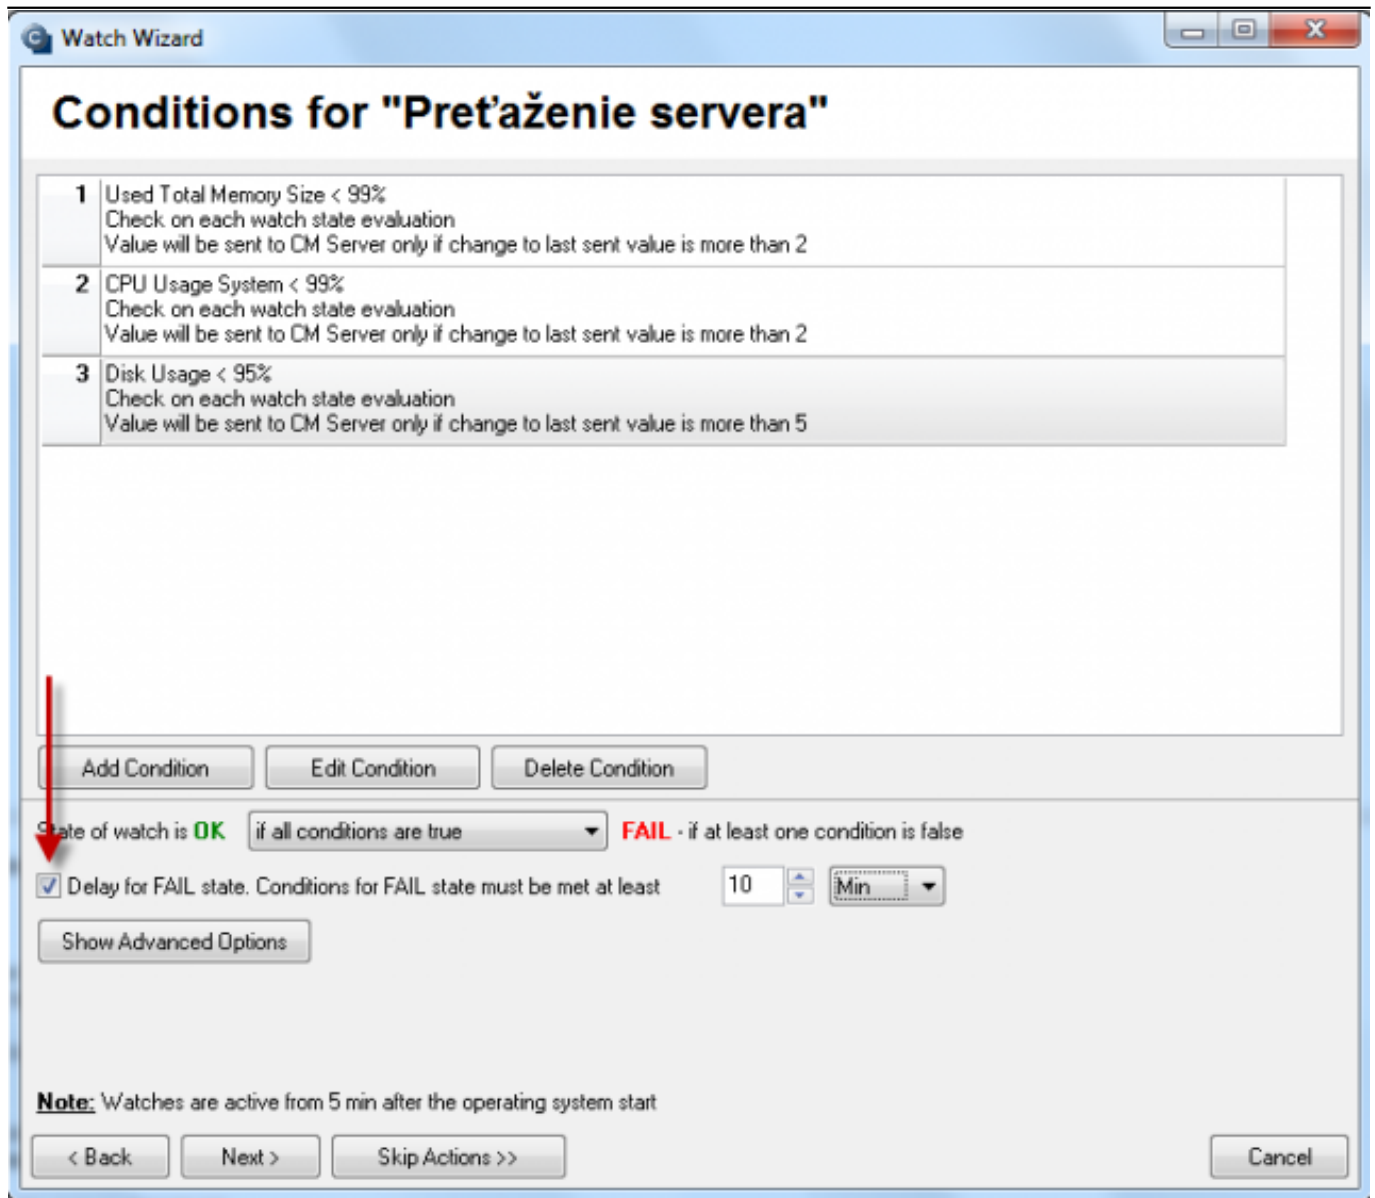 Watch Wizard
Conditions for "Preťaženie servera"
1 Used Total Memory Size < 99%
Check on each watch state evaluation
Value will be sent to CM Server only if change to last sent value is more than 2
2 CPU Usage System < 99%
Check on each watch state evaluation
Value will be sent to CM Server only if change to last sent value is more than 2
3 Disk Usage < 95%
Check on each watch state evaluation
Value will be sent to CM Server only if change to last sent value is more than 5
Add Condition Edit Condition Delete Condition
State of watch is OK if all conditions are true FAIL - if at least one condition is false
Delay for FAIL state. Conditions for FAIL state must be met at least 10 Min
Show Advanced Options
Note: Watches are active from 5 min after the operating system start
< Back Next > Skip Actions >> Cancel